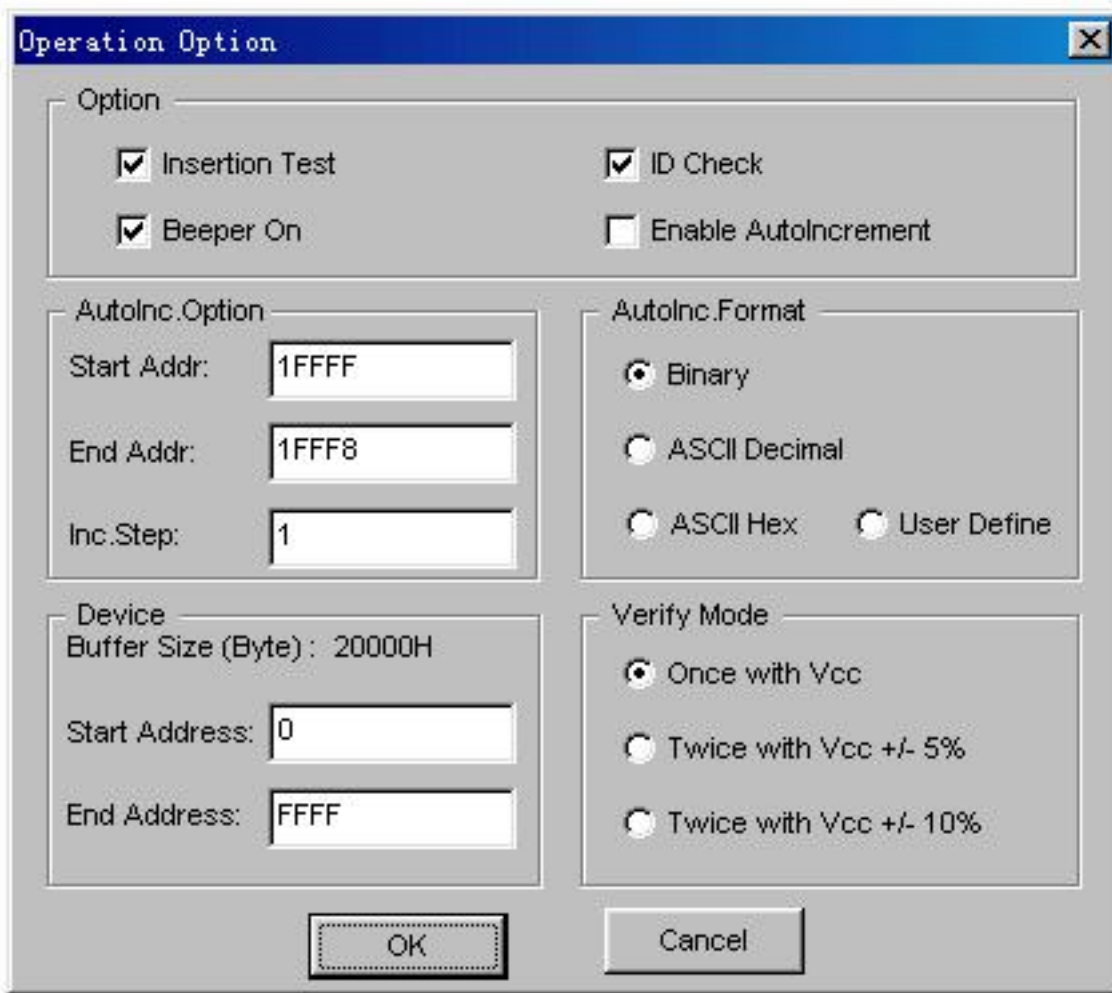 Operation Option
Option
Insertion Test
ID Check
Beeper On
Enable AutoIncrement
AutoInc.Option
Start Addr: 1FFFF
End Addr: 1FFF8
Inc.Step: 1
AutoInc.Format
Binary
ASCII Decimal
ASCII Hex
User Define
Device
Buffer Size (Byte) : 20000H
Start Address: 0
End Address: FFFF
Verify Mode
Once with Vcc
Twice with Vcc +/- 5%
Twice with Vcc +/- 10%
OK
Cancel